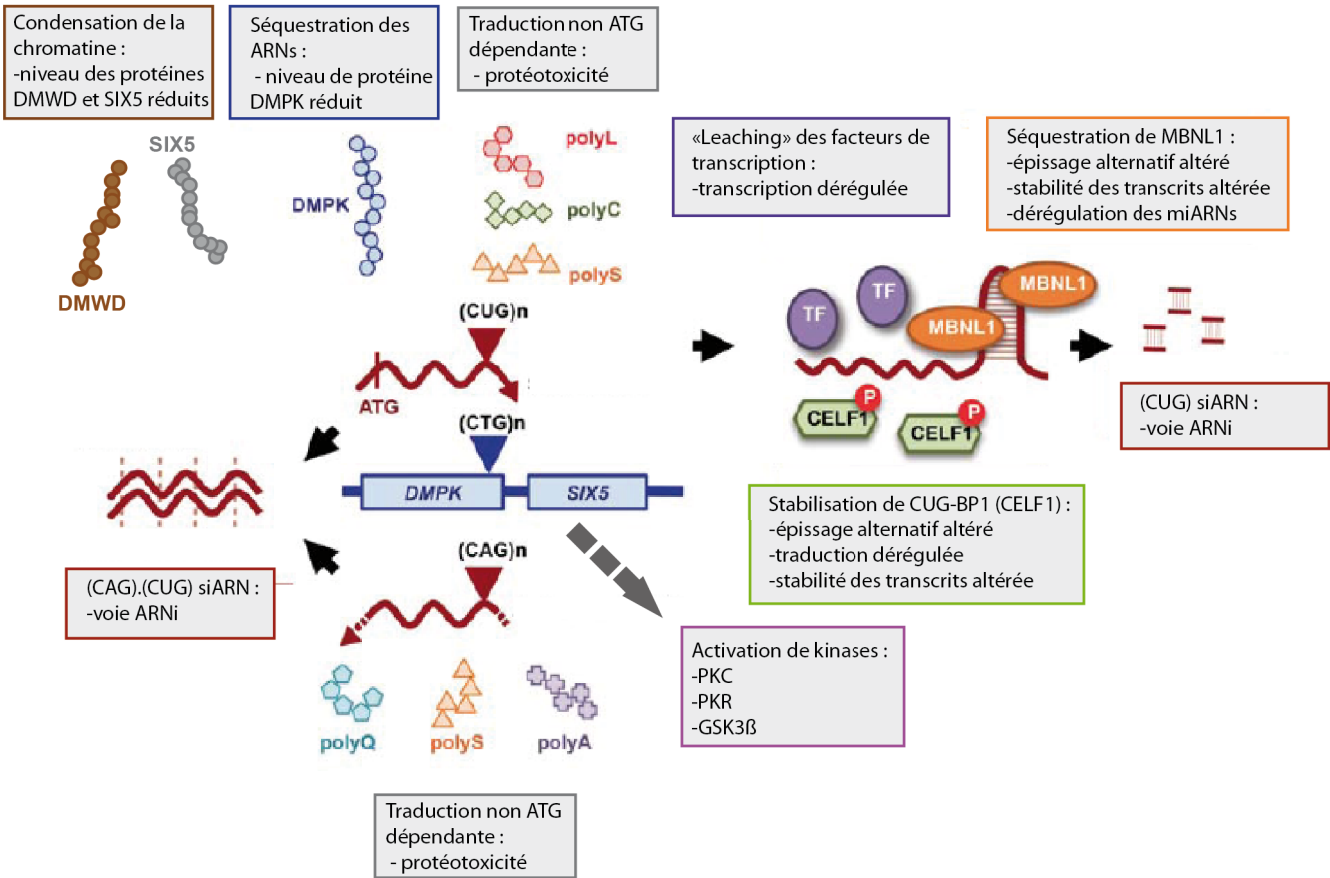 Condensation de la
chromatine :
-niveau des protéines
DMWD et SIX5 réduits
Séquestration des
ARNs :
- niveau de protéine
DMPK réduit
Traduction non ATG
dépendante :
- protéotoxicité
«Leaching» des facteurs de
transcription :
-transcription dérégulée
Séquestration de MBNL1 :
-épissage alternatif altéré
-stabilité des transcrits altérée
-dérégulation des miARNs
SIX5
DMWD
DMPK
polyL
polyC
polyS
(CUG)n
ATG
(CTG)n
DMPK
SIX5
TF
TF
MBNL1
MBNL1
P
CELF1
P
CELF1
(CUG) siARN :
-voie ARNi
Stabilisation de CUG-BP1 (CELF1) :
-épissage alternatif altéré
-traduction dérégulée
-stabilité des transcrits altérée
(CAG)n
(CAG).(CUG) siARN :
-voie ARNi
Activation de kinases :
-PKC
-PKR
-GSK3ß
polyQ
polyS
polyA
Traduction non ATG
dépendante :
- protéotoxicité